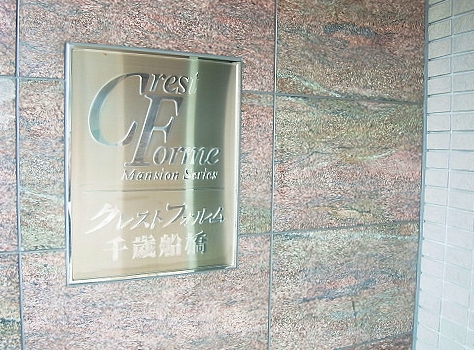 Crest
Forme
Mansion Series
クレストフォルム
千歳船橋